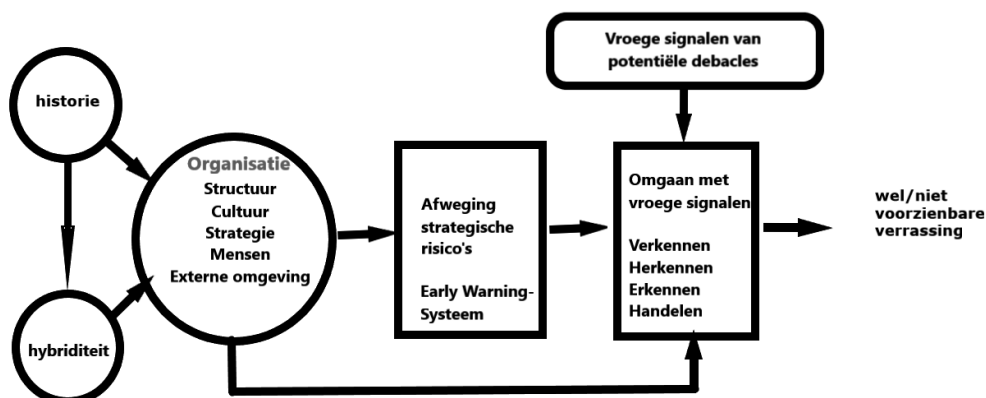 historie
hybriditeit
Organisatie
Structuur
Cultuur
Strategie
Mensen
Externe omgeving
Afweging
strategische
risico's
Early Warning-
Systeem
Vroege signalen van
potentiële debacles
Omgaan met
vroege signalen
Verkennen
Herkennen
Erkennen
Handelen
wel/niet
voorzienbare
verrassing